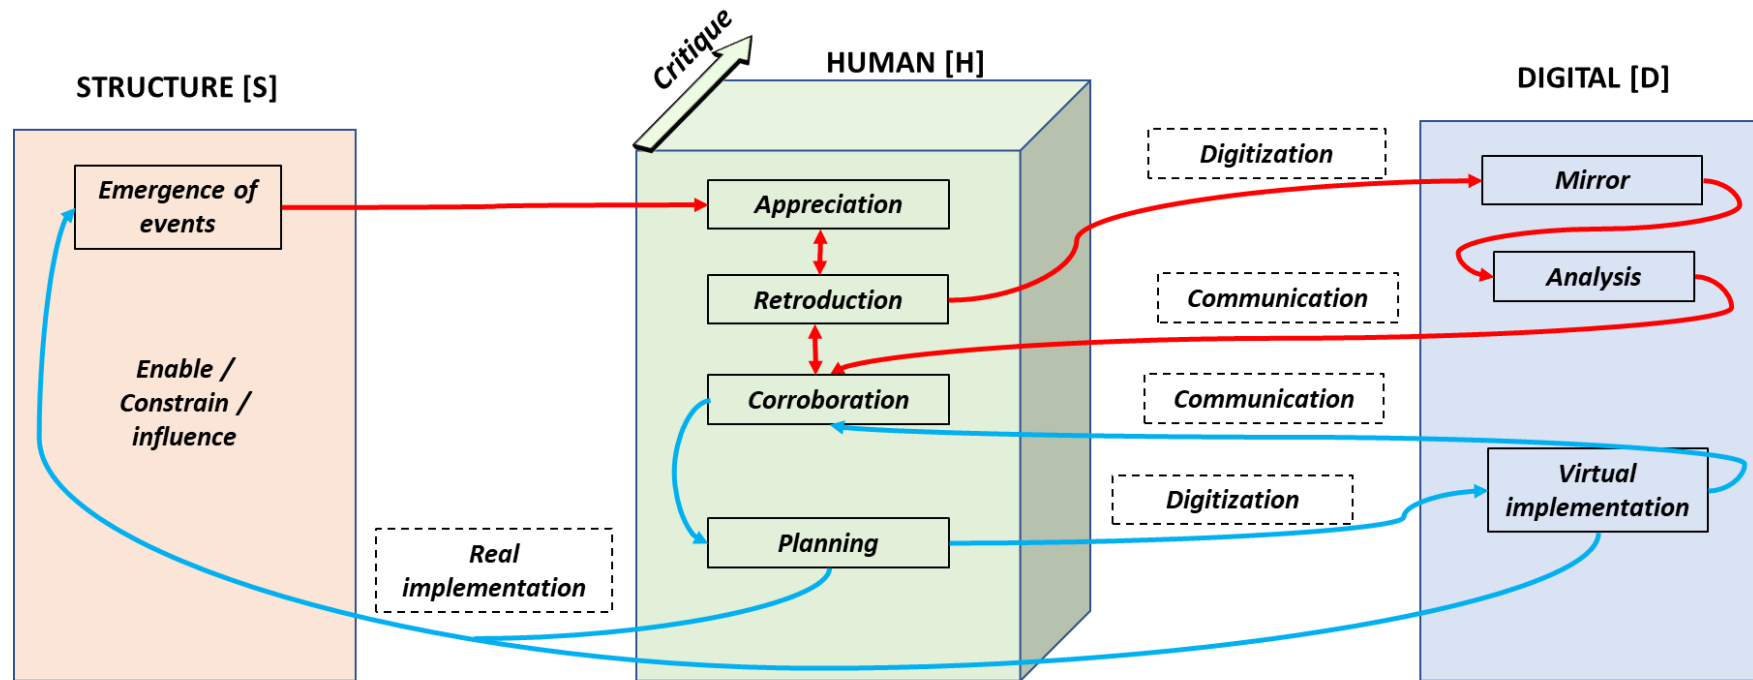 STRUCTURE [S]
Emergence of
events
Enable /
Constrain /
influence
Real
implementation
Critique
HUMAN [H]
Appreciation
Retroduction
Corroboration
Planning
Digitization
Communication
Communication
Digitization
DIGITAL [D]
Mirror
Analysis
Virtual
implementation